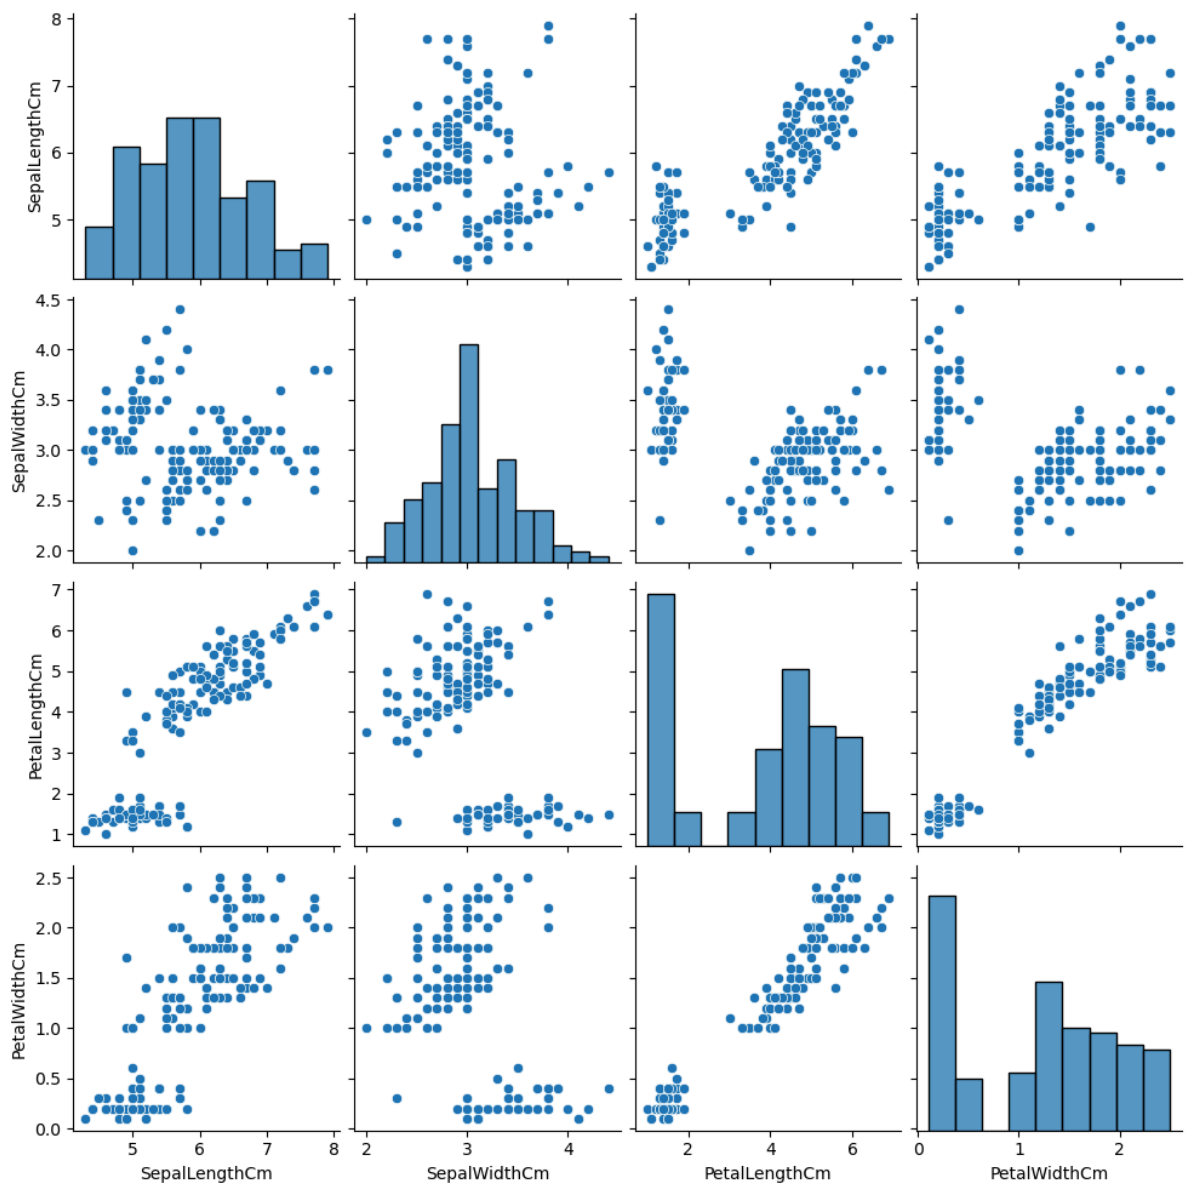 8
7
6
5
SepalLengthCm
4.5
4.0
3.5
3.0
2.5
2.0
SepalWidthCm
7
6
5
4
3
2
1
PetalLengthCm
2.5
2.0
1.5
1.0
0.5
0.0
PetalWidthCm
5 6 7 8
2 3 4
2 4 6
0 1 2
SepalLengthCm SepalWidthCm PetalLengthCm PetalWidthCm